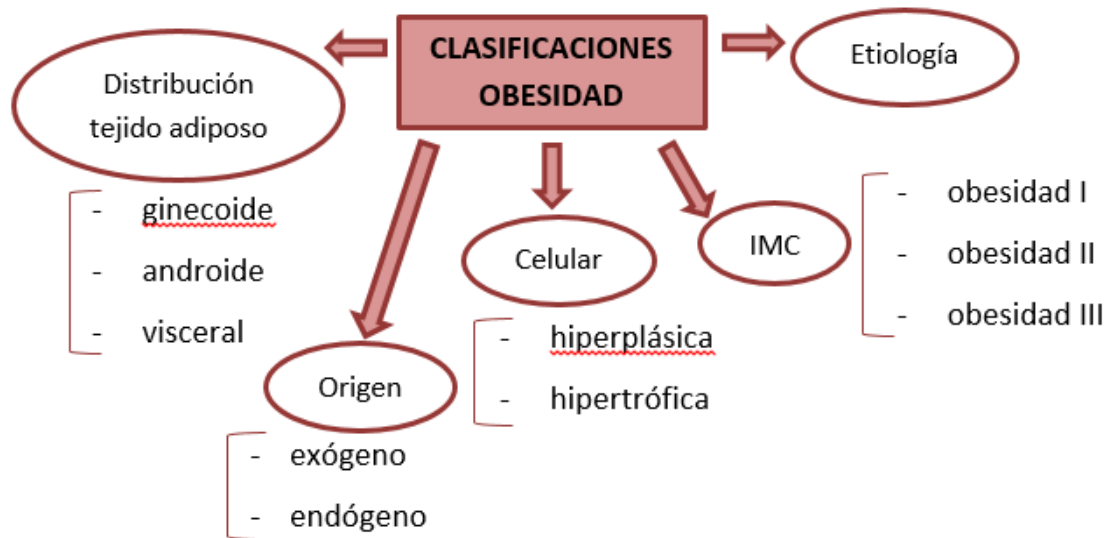 CLASIFICACIONES
OBESIDAD
Distribución
tejido adiposo
- ginecoide
- androide
- visceral
Origen
- exógeno
- endógeno
Celular
- hiperplásica
- hipertrófica
IMC
- obesidad I
- obesidad II
- obesidad III
Etiología